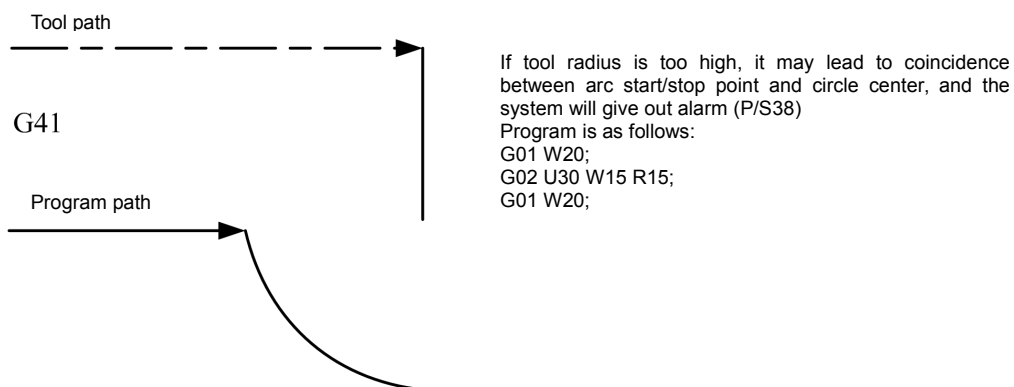 Tool path
G41
Program path
If tool radius is too high, it may lead to coincidence
between arc start/stop point and circle center, and the
system will give out alarm (P/S38)
Program is as follows:
G01 W20;
G02 U30 W15 R15;
G01 W20;